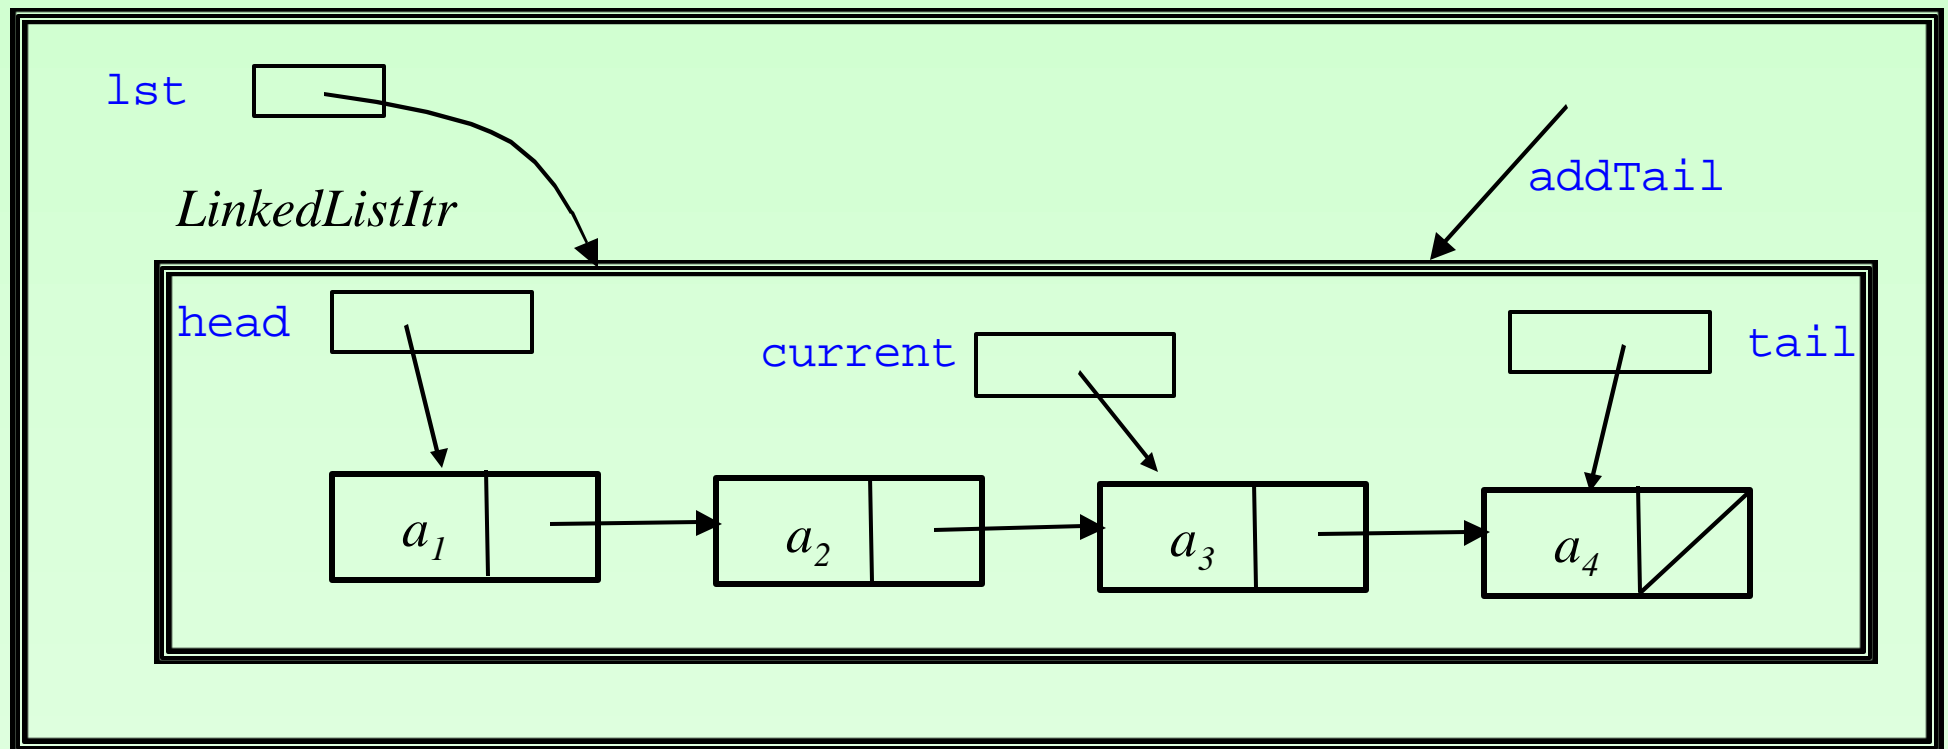 lst
addTail
LinkedListItr
head
current
tail
a1
a2
a3
a4